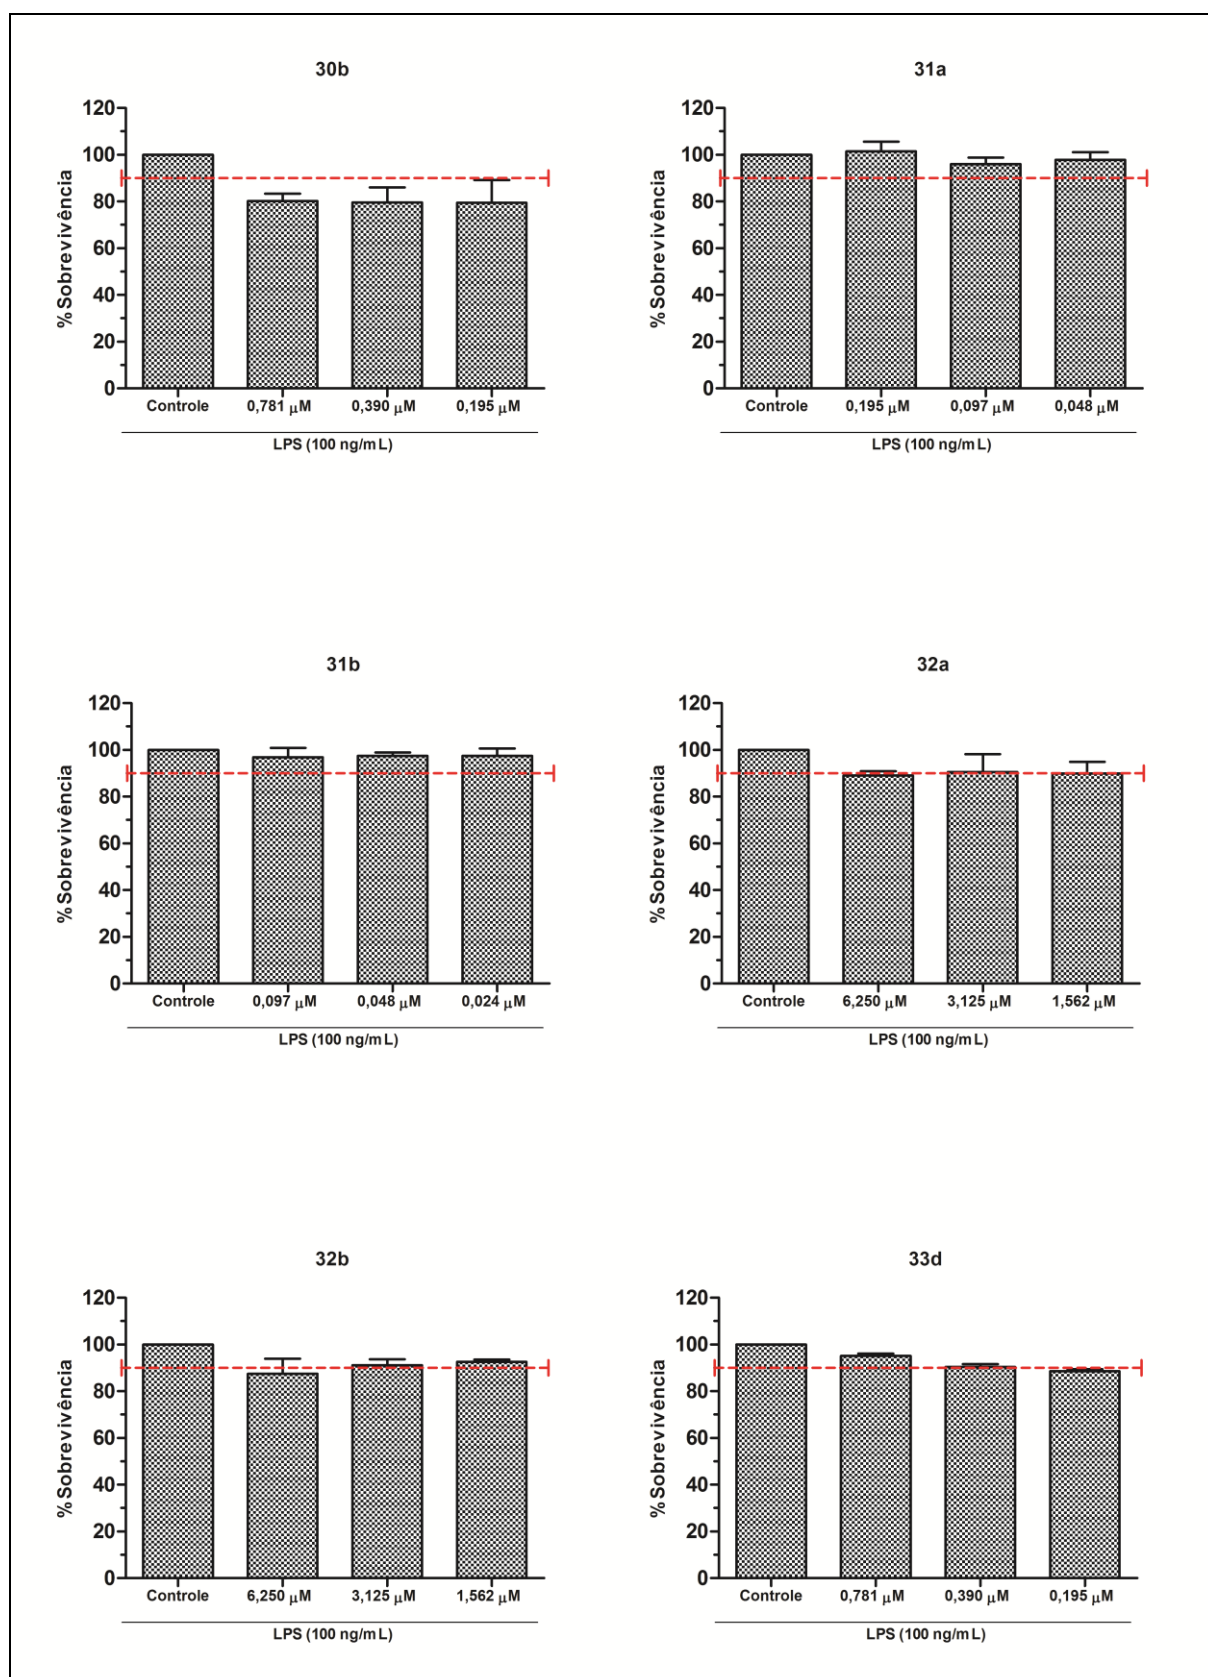 30b
120
100
80
60
40
20
0
% Sobrevivência
Controle 0,781 μM 0,390 μM 0,195 μM
LPS (100 ng/mL)
31a
120
100
80
60
40
20
0
% Sobrevivência
Controle 0,195 μM 0,097 μM 0,048 μM
LPS (100 ng/mL)
31b
120
100
80
60
40
20
0
% Sobrevivência
Controle 0,097 μM 0,048 μM 0,024 μM
LPS (100 ng/mL)
32a
120
100
80
60
40
20
0
% Sobrevivência
Controle 6,250 μM 3,125 μM 1,562 μM
LPS (100 ng/mL)
32b
120
100
80
60
40
20
0
% Sobrevivência
Controle 6,250 μM 3,125 μM 1,562 μM
LPS (100 ng/mL)
33d
120
100
80
60
40
20
0
% Sobrevivência
Controle 0,781 μM 0,390 μM 0,195 μM
LPS (100 ng/mL)